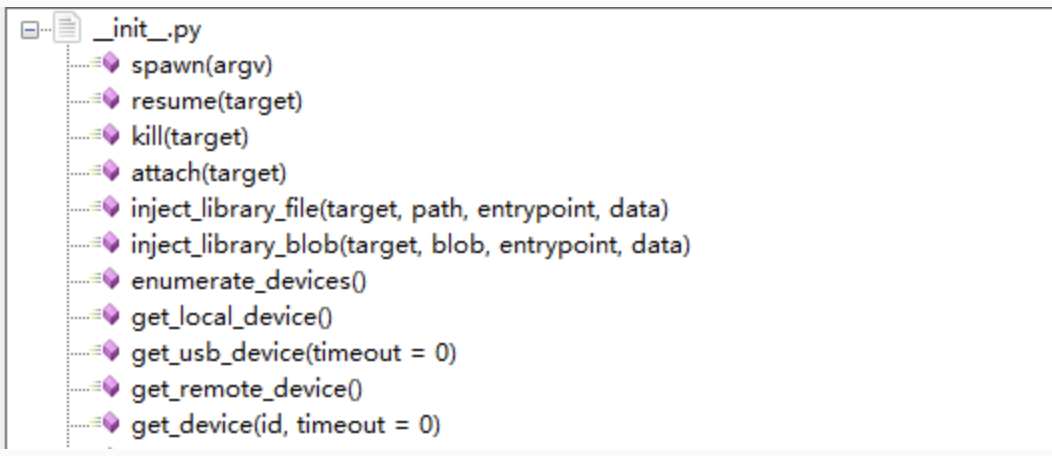 __init__.py
spawn(argv)
resume(target)
kill(target)
attach(target)
inject_library_file(target, path, entrypoint, data)
inject_library_blob(target, blob, entrypoint, data)
enumerate_devices()
get_local_device()
get_usb_device(timeout = 0)
get_remote_device()
get_device(id, timeout = 0)